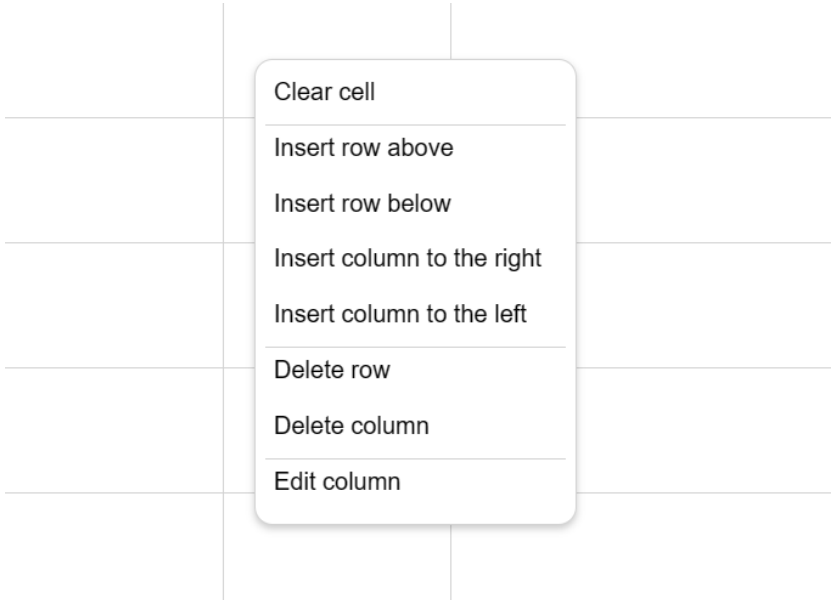 Clear cell
Insert row above
Insert row below
Insert column to the right
Insert column to the left
Delete row
Delete column
Edit column